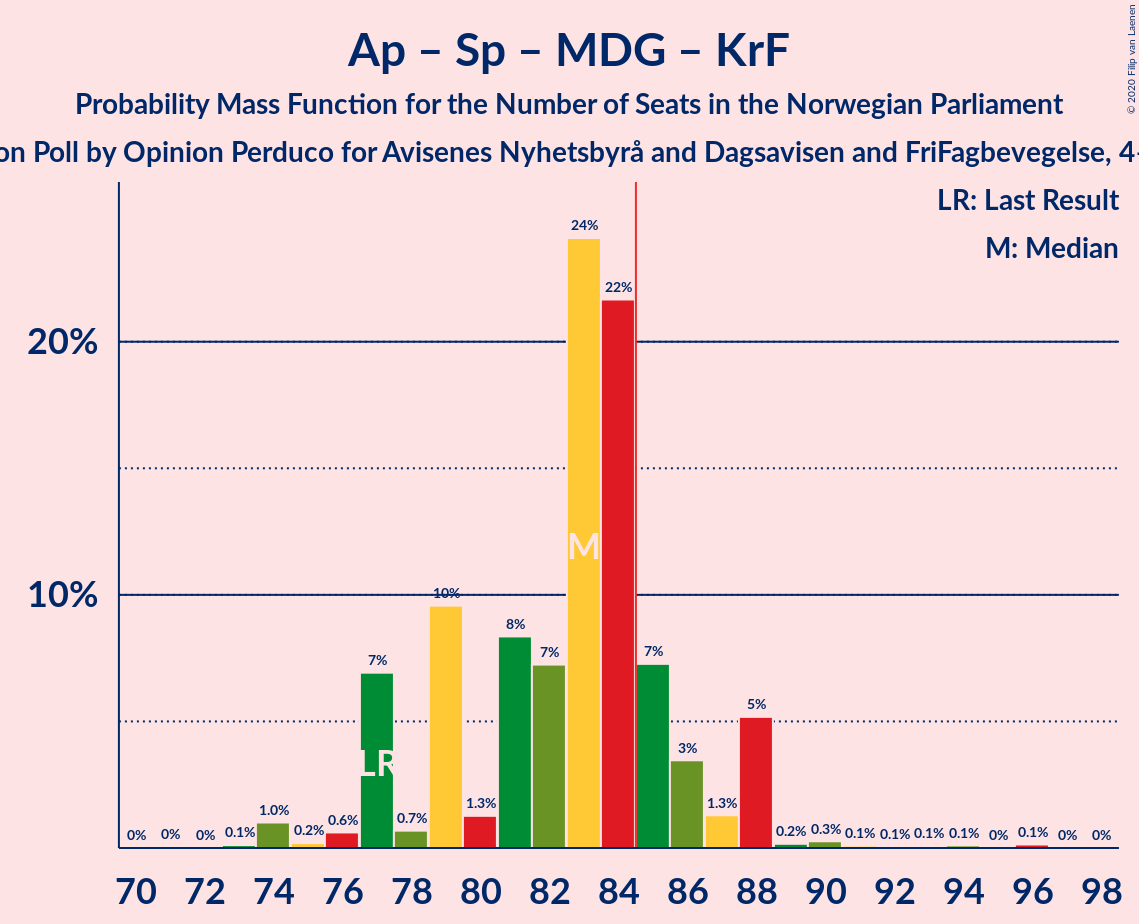 Ap – Sp – MDG – KrF
Probability Mass Function for the Number of Seats in the Norwegian Parliament
on Poll by Opinion Perduco for Avisenes Nyhetsbyrå and Dagsavisen and FriFagbevegelse, 4-
© 2020 Filip van Laenen
LR: Last Result
M: Median
20%
10%
0% 0% 0% 0.1% 1.0% 0.2% 0.6% 7% 0.7% 10% 1.3% 8% 7% 24% 22% 7% 3% 1.3% 5% 0.2% 0.3% 0.1% 0.1% 0.1% 0.1% 0% 0.1% 0% 0%
LR
M
70 72 74 76 78 80 82 84 86 88 90 92 94 96 98